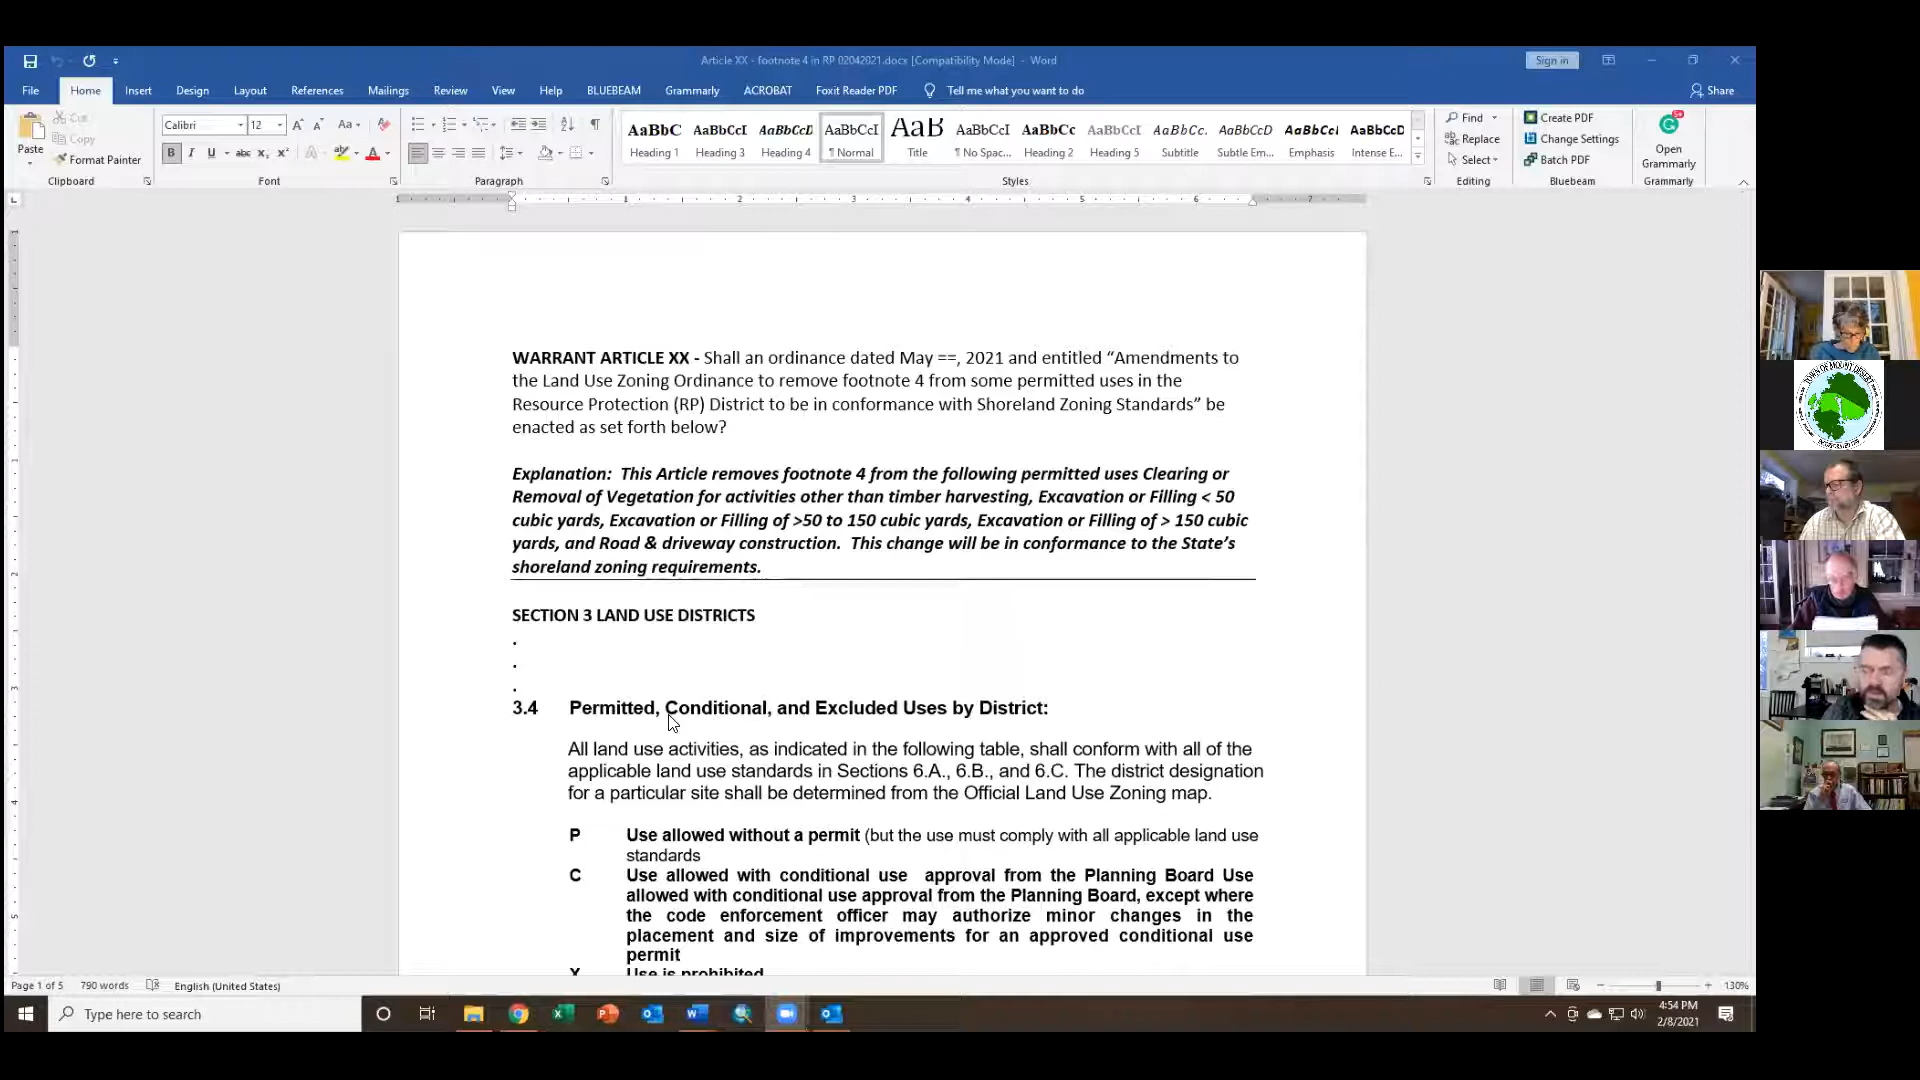 Article XX - footnote 4 in RP 02042021.docx [Compatibility Mode] - Word
Sign in
File Home Insert Design Layout References Mailings Review View Help BLUEBEAM Grammarly ACROBAT Foxit Reader PDF Tell me what you want to do Share
Paste
Cut
Copy
Format Painter
Clipboard
Calibri 12
Font
Paragraph
AaBbC AaBbCcI AaBbCcD AaBbCcI AaB AaBbCcI AaBbCc AaBbCcI AaBbCc. AaBbCcD AaBbCcI AaBbCcD
Heading 1 Heading 3 Heading 4 ¶ Normal Title ¶ No Spac... Heading 2 Heading 5 Subtitle Subtle Em... Emphasis Intense E...
Styles
Find
Replace
Select
Editing
Create PDF
Change Settings
Batch PDF
Bluebeam
Open
Grammarly
Grammarly
WARRANT ARTICLE XX - Shall an ordinance dated May ==, 2021 and entitled “Amendments to
the Land Use Zoning Ordinance to remove footnote 4 from some permitted uses in the
Resource Protection (RP) District to be in conformance with Shoreland Zoning Standards” be
enacted as set forth below?
Explanation: This Article removes footnote 4 from the following permitted uses Clearing or
Removal of Vegetation for activities other than timber harvesting, Excavation or Filling < 50
cubic yards, Excavation or Filling of >50 to 150 cubic yards, Excavation or Filling of > 150 cubic
yards, and Road & driveway construction. This change will be in conformance to the State’s
shoreland zoning requirements.
SECTION 3 LAND USE DISTRICTS
.
.
.
3.4 Permitted, Conditional, and Excluded Uses by District:
All land use activities, as indicated in the following table, shall conform with all of the
applicable land use standards in Sections 6.A., 6.B., and 6.C. The district designation
for a particular site shall be determined from the Official Land Use Zoning map.
P Use allowed without a permit (but the use must comply with all applicable land use
standards
C Use allowed with conditional use approval from the Planning Board Use
allowed with conditional use approval from the Planning Board, except where
the code enforcement officer may authorize minor changes in the
placement and size of improvements for an approved conditional use
permit
X Use is prohibited
Page 1 of 5 790 words English (United States) 130%
Type here to search
4:54 PM
2/8/2021
TOWN OF MOUNT DESERT